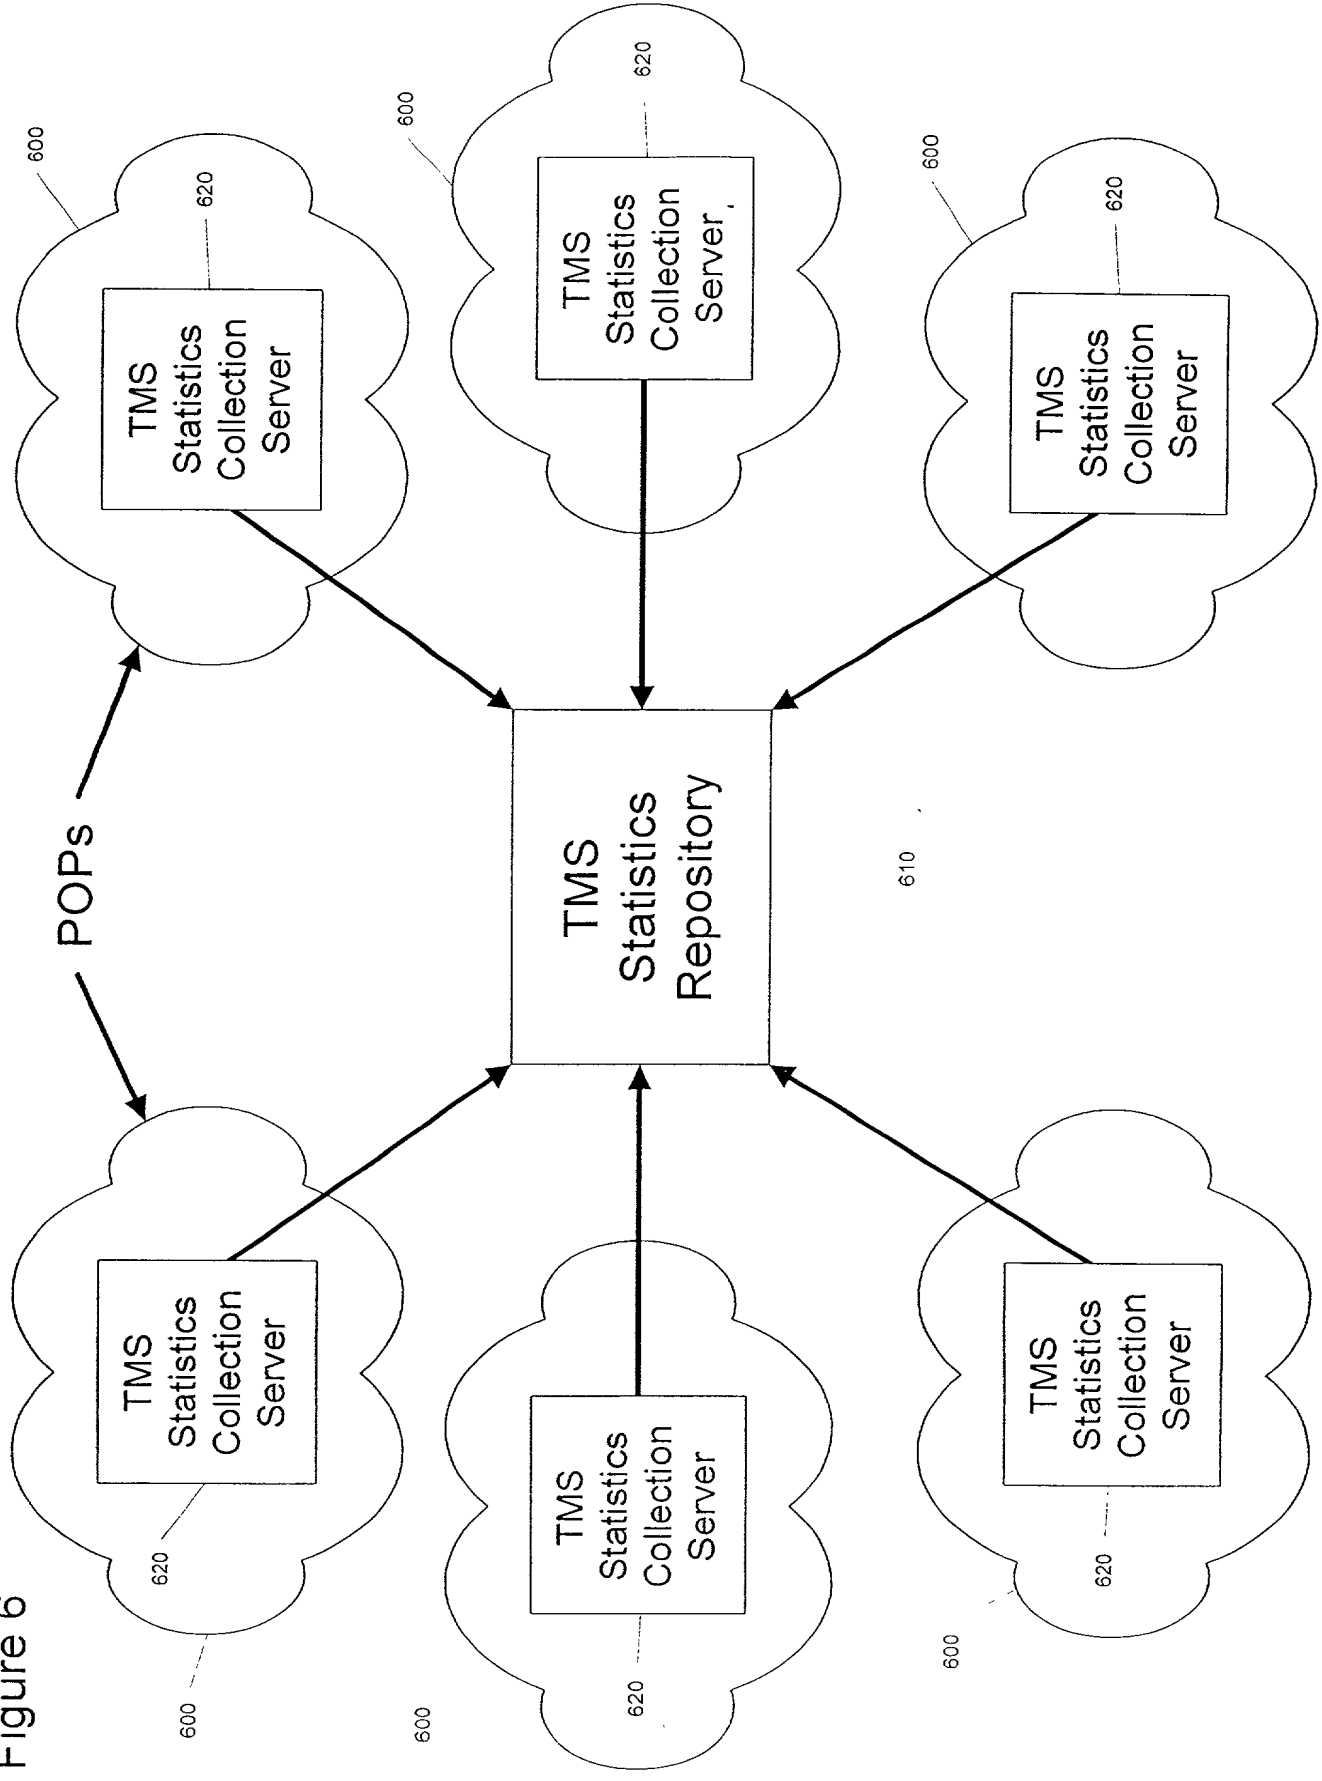 Figure 6
POPs
600
620
TMS
Statistics
Collection
Server
600
620
TMS
Statistics
Collection
Server
600
620
TMS
Statistics
Collection
Server
TMS
Statistics
Repository
610
600
620
TMS
Statistics
Collection
Server
600
620
TMS
Statistics
Collection
Server
600
620
TMS
Statistics
Collection
Server